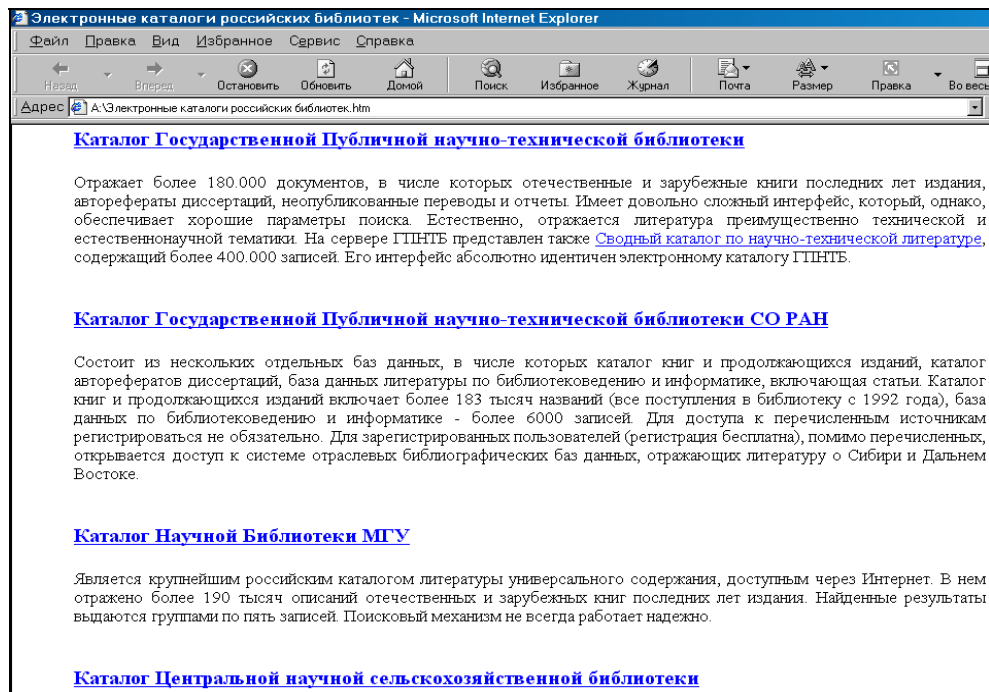 Электронные каталоги российских библиотек - Microsoft Internet Explorer
Файл Правка Вид Избранное Сервис Справка
Назад Вперед Остановить Обновить Домой Поиск Избранное Журнал Почта Размер Правка Во весь
Адрес A:\Электронные каталоги российских библиотек.htm
Каталог Государственной Публичной научно-технической библиотеки
Отражает более 180.000 документов, в числе которых отечественные и зарубежные книги последних лет издания,
авторефераты диссертаций, неопубликованные переводы и отчеты. Имеет довольно сложный интерфейс, который, однако,
обеспечивает хорошие параметры поиска. Естественно, отражается литература преимущественно технической и
естественнонаучной тематики. На сервере ГПНТБ представлен также Сводный каталог по научно-технической литературе,
содержащий более 400.000 записей. Его интерфейс абсолютно идентичен электронному каталогу ГПНТБ.
Каталог Государственной Публичной научно-технической библиотеки СО РАН
Состоит из нескольких отдельных баз данных, в числе которых каталог книг и продолжающихся изданий, каталог
авторефератов диссертаций, база данных литературы по библиотековедению и информатике, включающая статьи. Каталог
книг и продолжающихся изданий включает более 183 тысяч названий (все поступления в библиотеку с 1992 года), база
данных по библиотековедению и информатике - более 6000 записей. Для доступа к перечисленным источникам
регистрироваться не обязательно. Для зарегистрированных пользователей (регистрация бесплатна), помимо перечисленных,
открывается доступ к системе отраслевых библиографических баз данных, отражающих литературу о Сибири и Дальнем
Востоке.
Каталог Научной Библиотеки МГУ
Является крупнейшим российским каталогом литературы универсального содержания, доступным через Интернет. В нем
отражено более 190 тысяч описаний отечественных и зарубежных книг последних лет издания. Найденные результаты
выдаются группами по пять записей. Поисковый механизм не всегда работает надежно.
Каталог Центральной научной сельскохозяйственной библиотеки